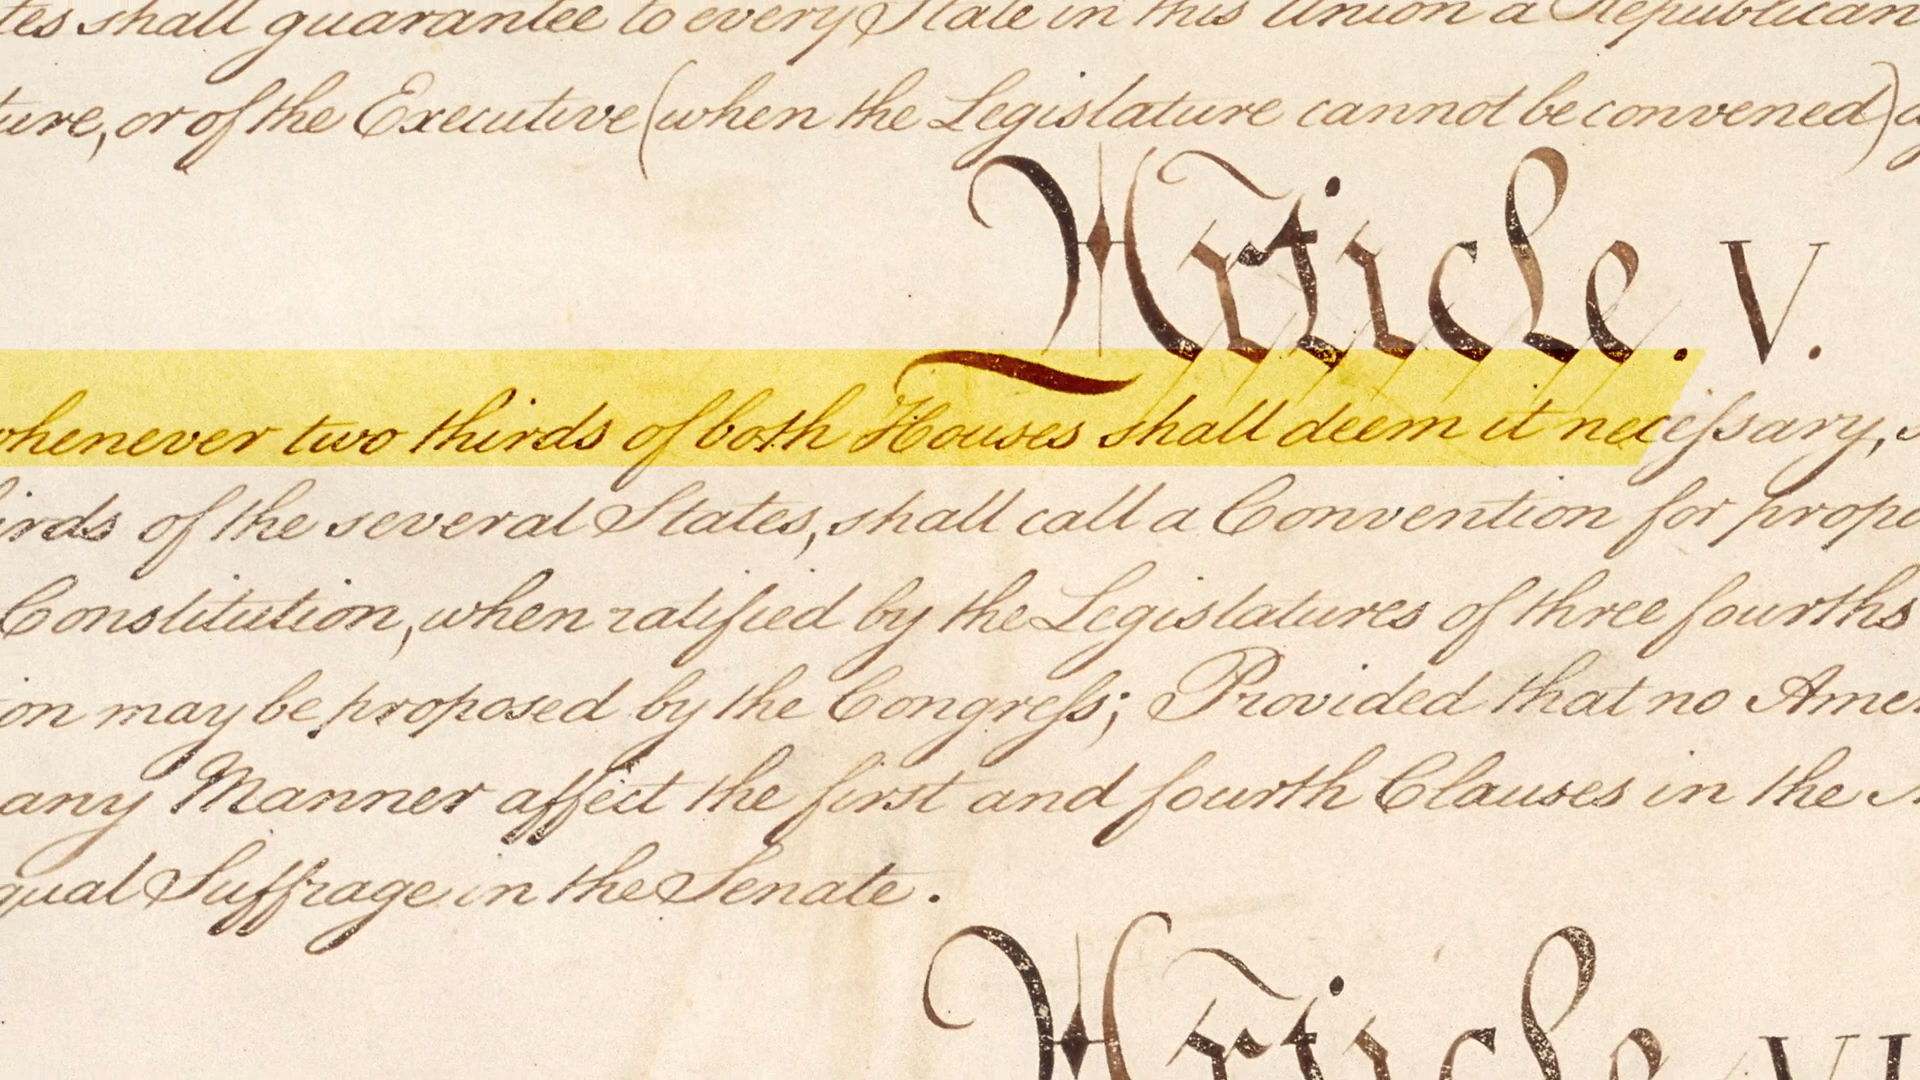 tes shall guarantee to every State in this Union a Republican
ture, or of the Executive (when the Legislature cannot be convened) a
Article. V.
whenever two thirds of both Houses shall deem it necessary, s
irds of the several States, shall call a Convention for propo
Constitution, when ratified by the Legislatures of three fourths
on may be proposed by the Congress; Provided that no Amen
any Manner affect the first and fourth Clauses in the N
qual Suffrage in the Senate.
Article VI